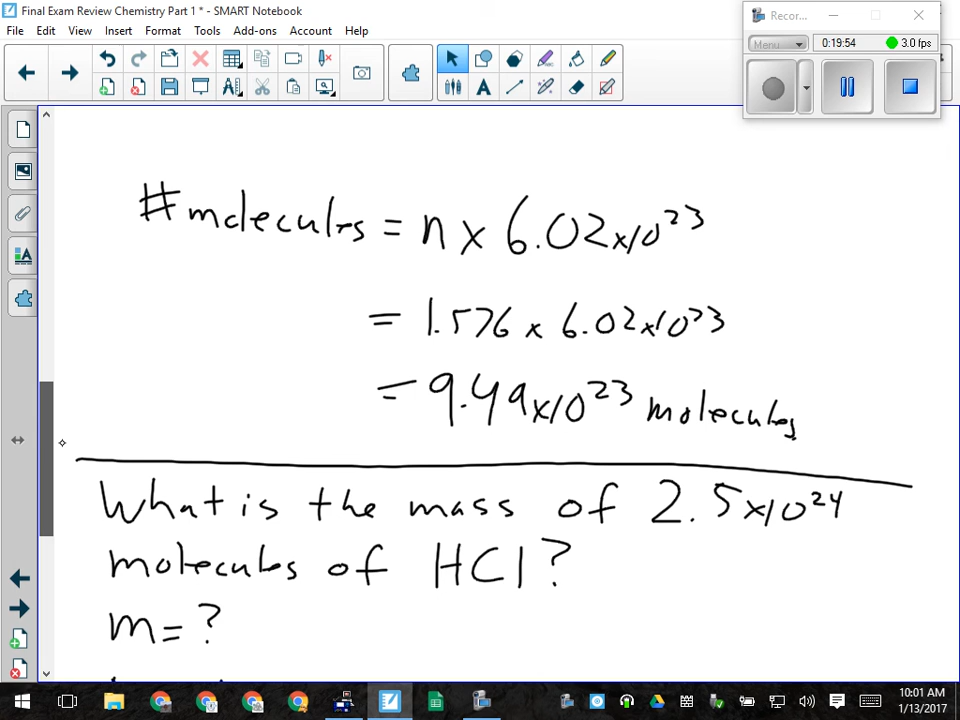 Final Exam Review Chemistry Part 1 * - SMART Notebook
File Edit View Insert Format Tools Add-ons Account Help
Recor...
Menu
0:19:54
3.0 fps
#molecules = n x 6.02x10²³
= 1.576 x 6.02x10²³
= 9.49x10²³ molecules
What is the mass of 2.5x10²⁴
molecules of HCl?
m = ?
10:01 AM
1/13/2017